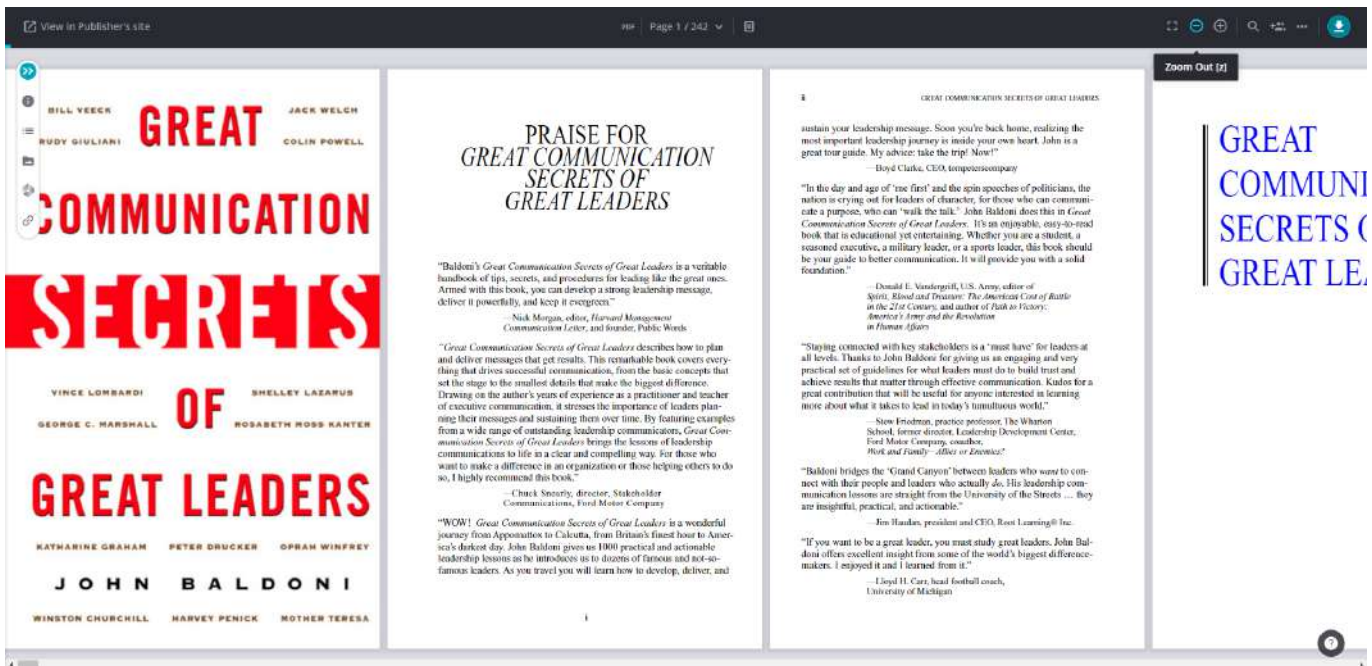 View in Publisher's site
PDF
Page 1 / 242
Zoom Out [z]
BILL VEECK
GREAT
JACK WELCH
RUDY GIULIANI
COLIN POWELL
COMMUNICATION
SECRETS
VINCE LOMBARDI
OF
SHELLEY LAZARUS
GEORGE C. MARSHALL
ROSABETH MOSS KANTER
GREAT LEADERS
KATHARINE GRAHAM PETER DRUCKER OPRAH WINFREY
JOHN BALDONI
WINSTON CHURCHILL HARVEY PENICK MOTHER TERESA
PRAISE FOR
GREAT COMMUNICATION
SECRETS OF
GREAT LEADERS
"Baldoni's Great Communication Secrets of Great Leaders is a veritable
handbook of tips, secrets, and procedures for leading like the great ones.
Armed with this book, you can develop a strong leadership message,
deliver it powerfully, and keep it evergreen."
—Nick Morgan, editor, Harvard Management
Communication Letter, and founder, Public Words
"Great Communication Secrets of Great Leaders describes how to plan
and deliver messages that get results. This remarkable book covers every-
thing that drives successful communication, from the basic concepts that
set the stage to the smallest details that make the biggest difference.
Drawing on the author's years of experience as a practitioner and teacher
of executive communication, it stresses the importance of leaders plan-
ning their messages and sustaining them over time. By featuring examples
from a wide range of outstanding leadership communicators, Great Com-
munication Secrets of Great Leaders brings the lessons of leadership
communications to life in a clear and compelling way. For those who
want to make a difference in an organization or those helping others to do
so, I highly recommend this book."
—Chuck Snearly, director, Stakeholder
Communications, Ford Motor Company
"WOW! Great Communication Secrets of Great Leaders is a wonderful
journey from Appomattox to Calcutta, from Britain's finest hour to Amer-
ica's darkest day. John Baldoni gives us 1000 practical and actionable
leadership lessons as he introduces us to dozens of famous and not-so-
famous leaders. As you travel you will learn how to develop, deliver, and
i
ii
GREAT COMMUNICATION SECRETS OF GREAT LEADERS
sustain your leadership message. Soon you're back home, realizing the
most important leadership journey is inside your own heart. John is a
great tour guide. My advice: take the trip! Now!"
—Boyd Clarke, CEO, tompeterscompany
"In the day and age of 'me first' and the spin speeches of politicians, the
nation is crying out for leaders of character, for those who can communi-
cate a purpose, who can 'walk the talk.' John Baldoni does this in Great
Communication Secrets of Great Leaders. It's an enjoyable, easy-to-read
book that is educational yet entertaining. Whether you are a student, a
seasoned executive, a military leader, or a sports leader, this book should
be your guide to better communication. It will provide you with a solid
foundation."
—Donald E. Vandergriff, U.S. Army, editor of
Spirit, Blood and Treasure: The American Cost of Battle
in the 21st Century, and author of Path to Victory:
America's Army and the Revolution
in Human Affairs
"Staying connected with key stakeholders is a 'must have' for leaders at
all levels. Thanks to John Baldoni for giving us an engaging and very
practical set of guidelines for what leaders must do to build trust and
achieve results that matter through effective communication. Kudos for a
great contribution that will be useful for anyone interested in learning
more about what it takes to lead in today's tumultuous world."
—Stew Friedman, practice professor, The Wharton
School, former director, Leadership Development Center,
Ford Motor Company, coauthor,
Work and Family—Allies or Enemies?
"Baldoni bridges the 'Grand Canyon' between leaders who want to con-
nect with their people and leaders who actually do. His leadership com-
munication lessons are straight from the University of the Streets … they
are insightful, practical, and actionable."
—Jim Haudan, president and CEO, Root Learning® Inc.
"If you want to be a great leader, you must study great leaders. John Bal-
doni offers excellent insight from some of the world's biggest difference-
makers. I enjoyed it and I learned from it."
—Lloyd H. Carr, head football coach,
University of Michigan
GREAT
COMMUNI
SECRETS O
GREAT LEA